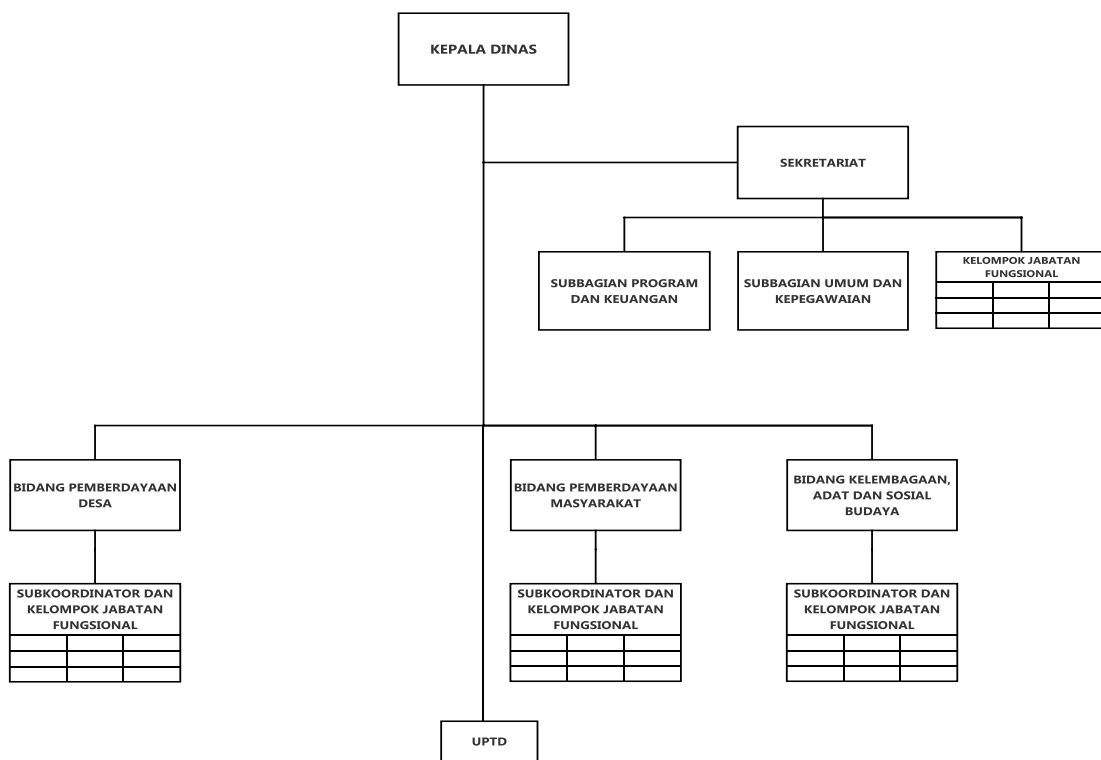 KEPALA DINAS
SEKRETARIAT
SUBBAGIAN PROGRAM
DAN KEUANGAN
SUBBAGIAN UMUM DAN
KEPEGAWAIAN
KELOMPOK JABATAN
FUNGSIONAL
BIDANG PEMBERDAYAAN
DESA
BIDANG PEMBERDAYAAN
MASYARAKAT
BIDANG KELEMBAGAAN,
ADAT DAN SOSIAL
BUDAYA
SUBKOORDINATOR DAN
KELOMPOK JABATAN
FUNGSIONAL
SUBKOORDINATOR DAN
KELOMPOK JABATAN
FUNGSIONAL
SUBKOORDINATOR DAN
KELOMPOK JABATAN
FUNGSIONAL
UPTD